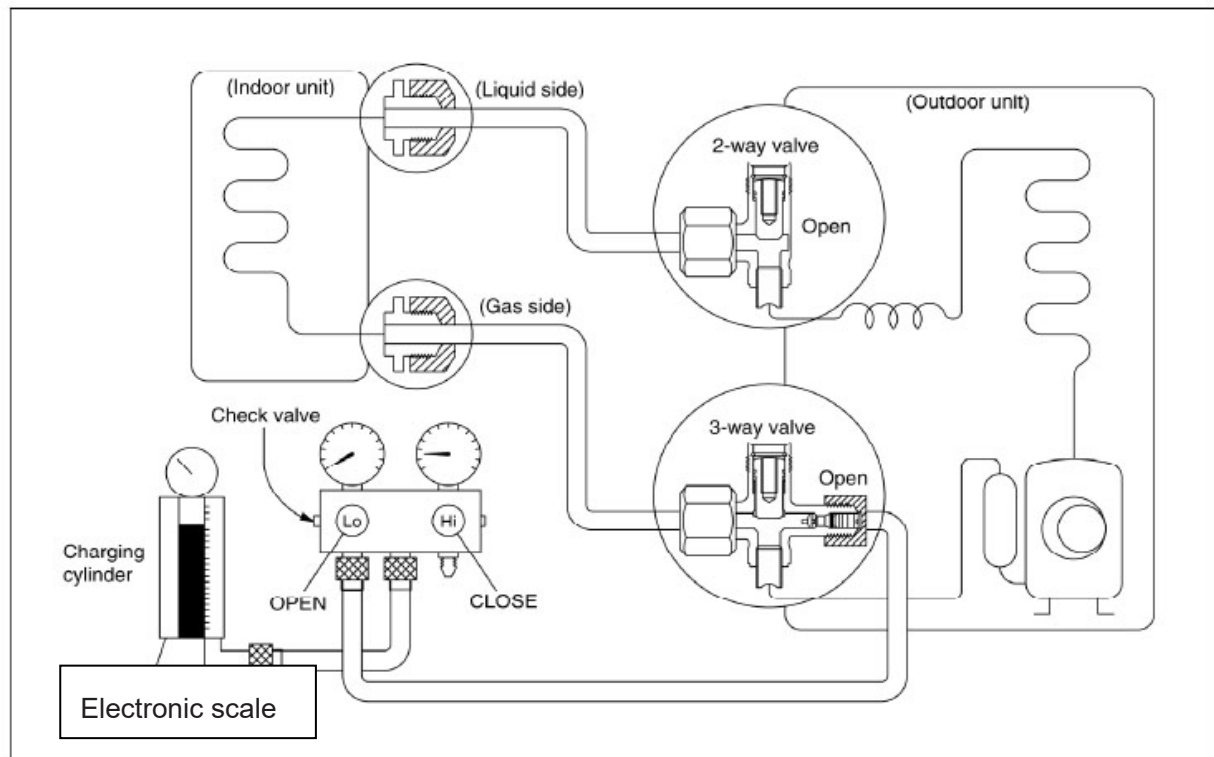 (Indoor unit)
(Liquid side)
(Outdoor unit)
2-way valve
Open
(Gas side)
Check valve
3-way valve
Open
Lo
Hi
Charging
cylinder
OPEN
CLOSE
Electronic scale